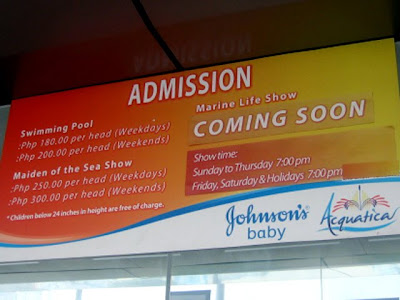 ADMISSION
Swimming Pool
:Php 180.00 per head (Weekdays)
:Php 200.00 per head (Weekends)
Maiden of the Sea Show
:Php 250.00 per head (Weekdays)
:Php 300.00 per head (Weekends)
* Children below 24 inches in height are free of charge.
Marine Life Show
COMING SOON
Show time:
Sunday to Thursday 7:00 pm
Friday, Saturday & Holidays 7:00 pm
Johnson's
baby
Acquatica